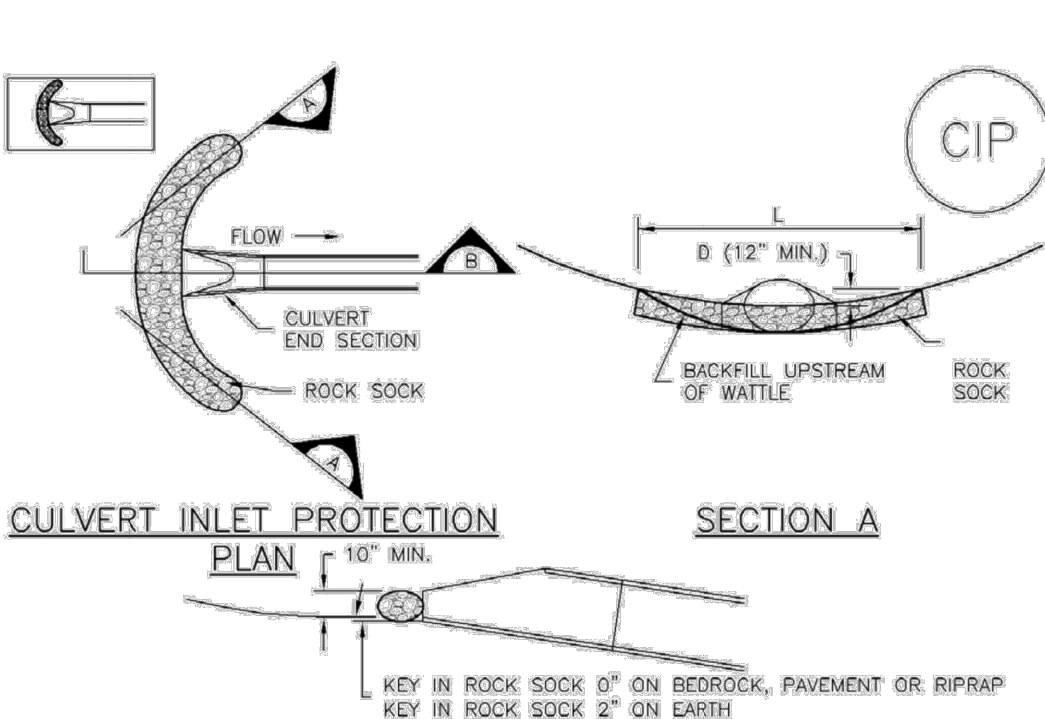 A
CIP
FLOW
B
CULVERT
END SECTION
ROCK SOCK
A
L
D (12" MIN.)
BACKFILL UPSTREAM
OF WATTLE
ROCK
SOCK
CULVERT INLET PROTECTION
PLAN
SECTION A
10" MIN.
KEY IN ROCK SOCK 0" ON BEDROCK, PAVEMENT OR RIPRAP
KEY IN ROCK SOCK 2" ON EARTH